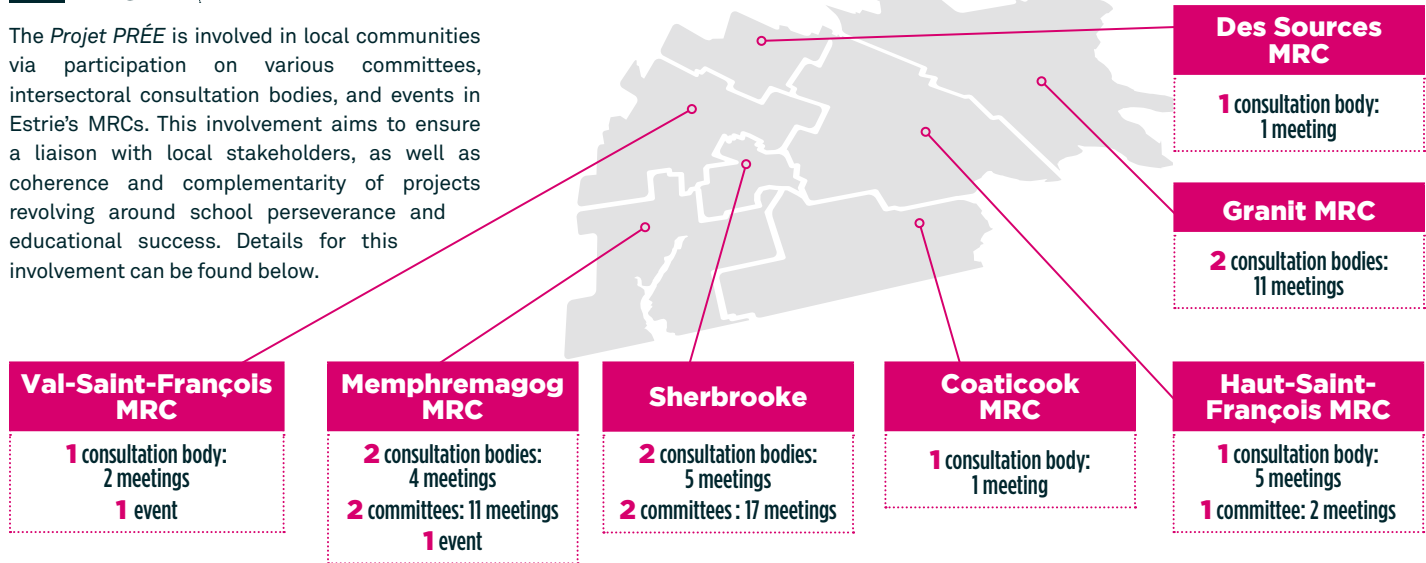 The Projet PRÉE is involved in local communities
via participation on various committees,
intersectoral consultation bodies, and events in
Estrie's MRCs. This involvement aims to ensure
a liaison with local stakeholders, as well as
coherence and complementarity of projects
revolving around school perseverance and
educational success. Details for this
involvement can be found below.
Des Sources
MRC
1 consultation body:
1 meeting
Granit MRC
2 consultation bodies:
11 meetings
Val-Saint-François
MRC
1 consultation body:
2 meetings
1 event
Memphremagog
MRC
2 consultation bodies:
4 meetings
2 committees: 11 meetings
1 event
Sherbrooke
2 consultation bodies:
5 meetings
2 committees : 17 meetings
Coaticook
MRC
1 consultation body:
1 meeting
Haut-Saint-
François MRC
1 consultation body:
5 meetings
1 committee: 2 meetings